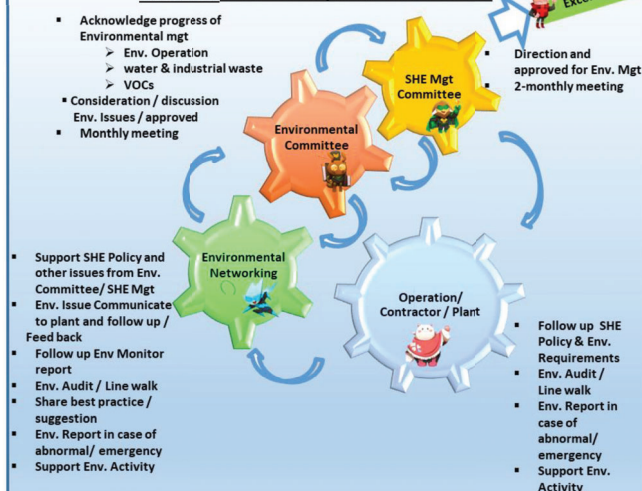 ▪ Acknowledge progress of
Environmental mgt
➢ Env. Operation
➢ water & industrial waste
➢ VOCs
▪ Consideration / discussion
Env. Issues / approved
▪ Monthly meeting
SHE Mgt
Committee
▪ Direction and
approved for Env. Mgt
▪ 2-monthly meeting
Environmental
Committee
Environmental
Networking
Operation/
Contractor / Plant
▪ Support SHE Policy and
other issues from Env.
Committee/ SHE Mgt
▪ Env. Issue Communicate
to plant and follow up /
Feed back
▪ Follow up Env Monitor
report
▪ Env. Audit / Line walk
▪ Share best practice /
suggestion
▪ Env. Report in case of
abnormal/ emergency
▪ Support Env. Activity
▪ Follow up SHE
Policy & Env.
Requirements
▪ Env. Audit /
Line walk
▪ Env. Report in
case of
abnormal/
emergency
▪ Support Env.
Activity